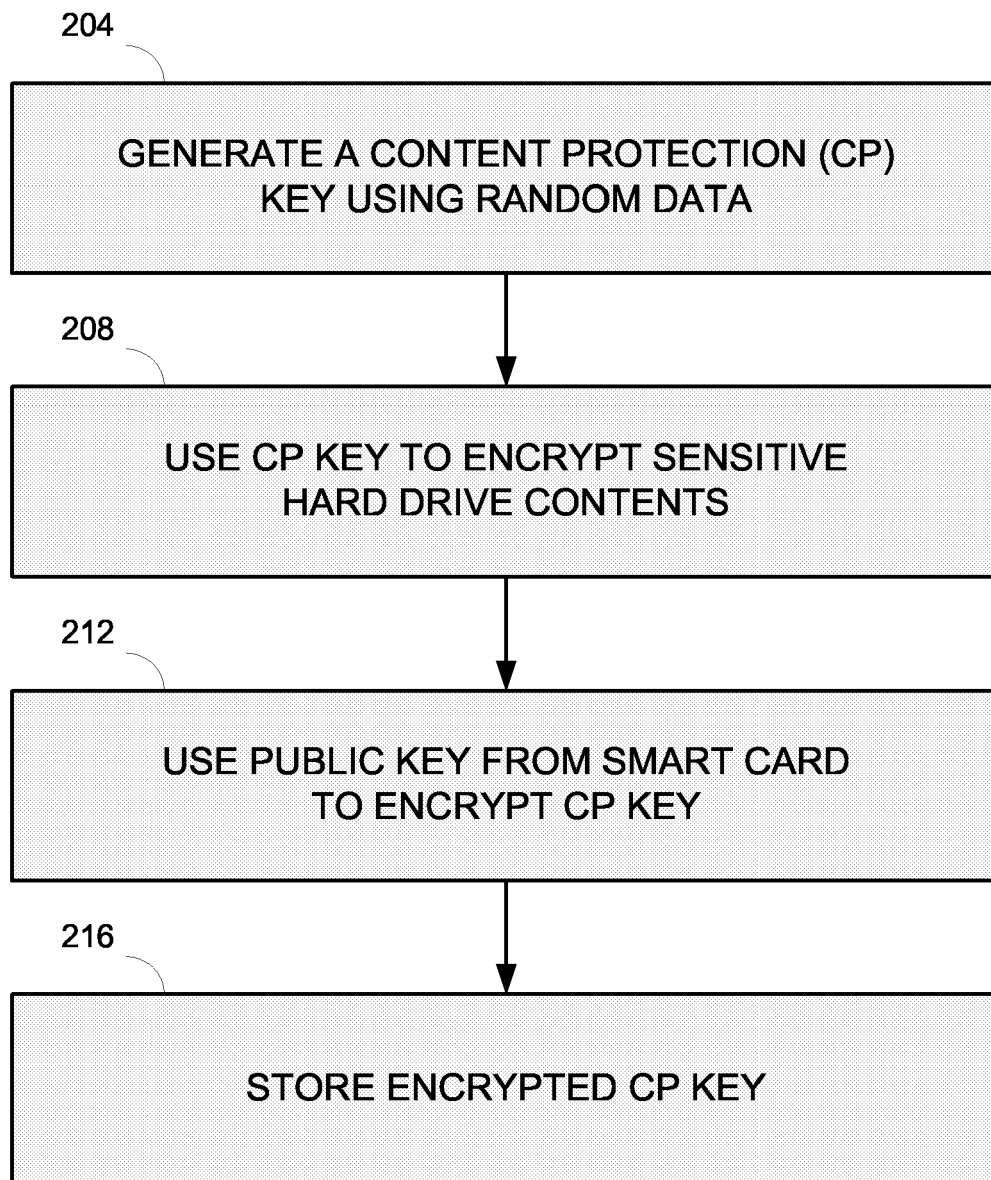 204
GENERATE A CONTENT PROTECTION (CP)
KEY USING RANDOM DATA
208
USE CP KEY TO ENCRYPT SENSITIVE
HARD DRIVE CONTENTS
212
USE PUBLIC KEY FROM SMART CARD
TO ENCRYPT CP KEY
216
STORE ENCRYPTED CP KEY